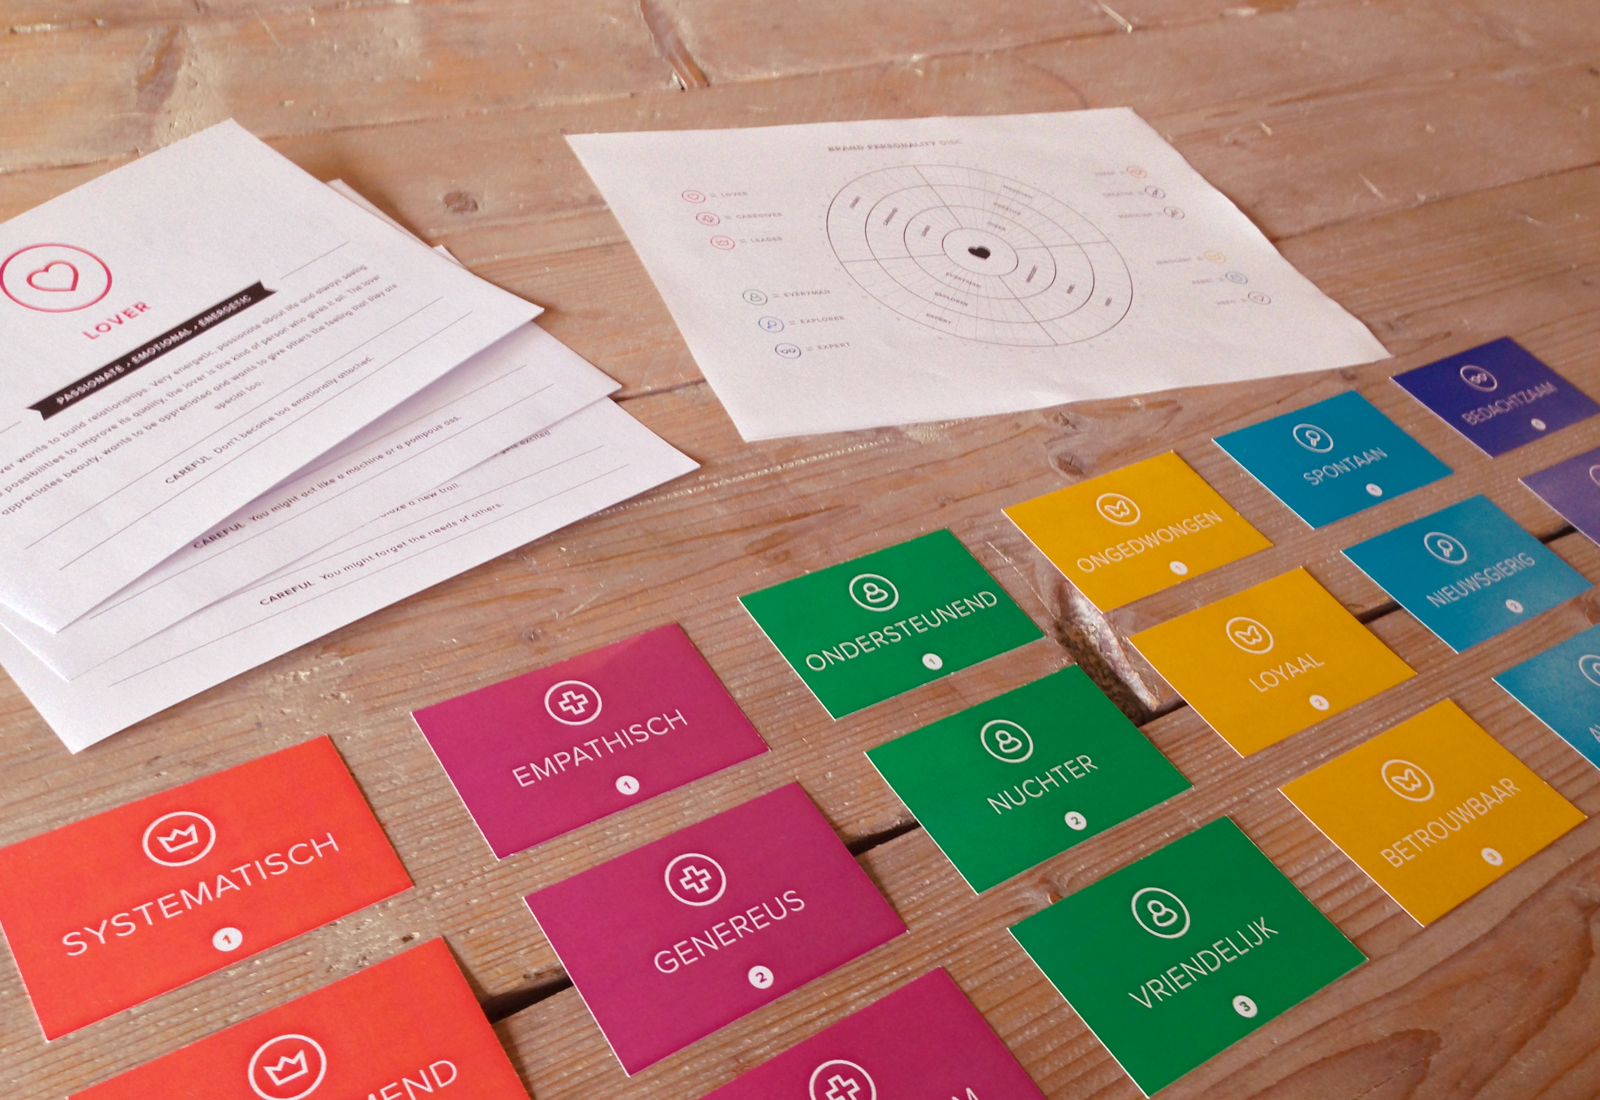 LOVER
PASSIONATE › EMOTIONAL › ENERGETIC
wants to build relationships. Very energetic, passionate about life and always seeing
possibilities to improve its quality, the lover is the kind of person who gives it all. The lover
appreciates beauty, wants to be appreciated and wants to give others the feeling that they are
special too.
CAREFUL Don't become too emotionally attached.
CAREFUL You might act like a machine or a pompous ass.
a new trail.
CAREFUL You might forget the needs of others.
BRAND PERSONALITY DISC
= LOVER
= CAREGIVER
= LEADER
= EVERYMAN
= EXPLORER
= EXPERT
EVERYMAN
EXPLORER
EXPERT
BEDACHTZAAM
1
SPONTAAN
1
ONGEDWONGEN
1
NIEUWSGIERIG
2
ONDERSTEUNEND
1
LOYAAL
2
EMPATHISCH
1
NUCHTER
2
BETROUWBAAR
3
SYSTEMATISCH
1
GENEREUS
2
VRIENDELIJK
3